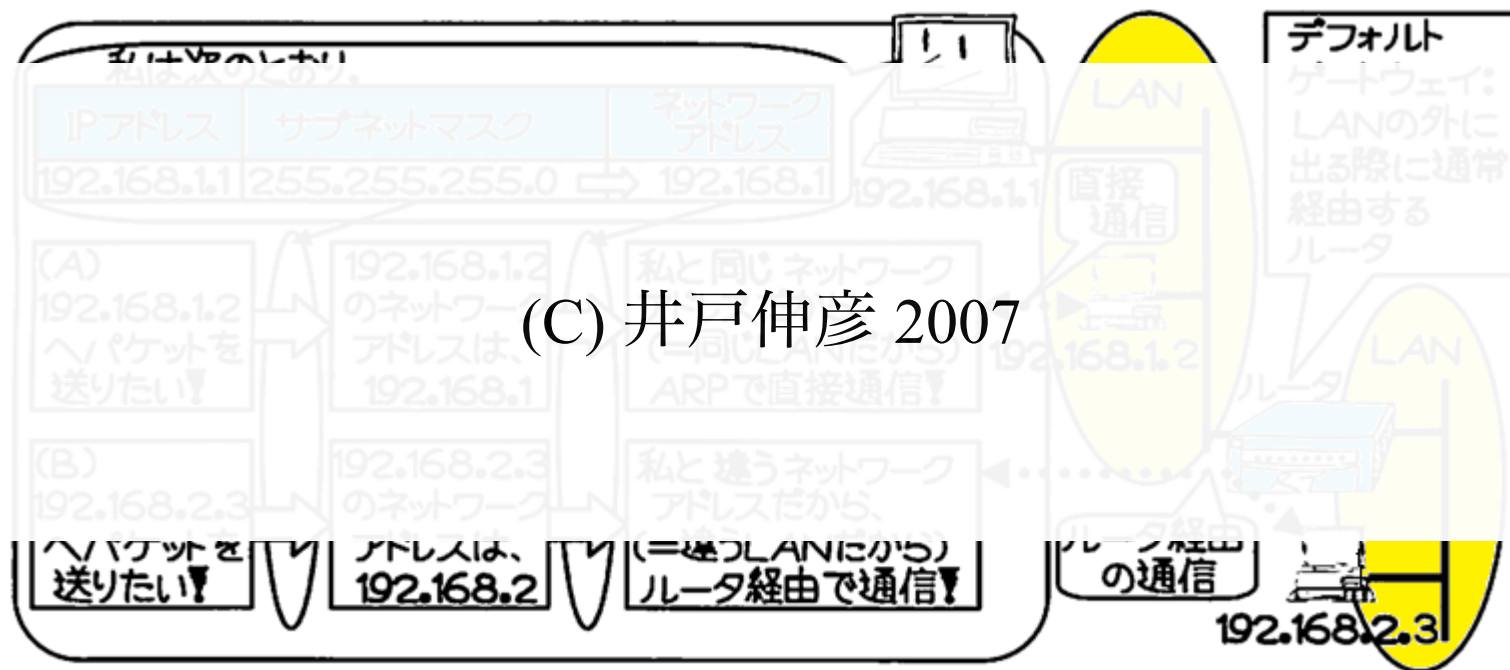 私は次のとおり。
IPアドレス サブネットマスク ネットワーク
アドレス
192.168.1.1 255.255.255.0 ⇨ 192.168.1
(A)
192.168.1.2
へパケットを
送りたい!
192.168.1.2
のネットワーク
アドレスは、
192.168.1
私と同じネットワーク
(=同じLANだから)
ARPで直接通信!
(B)
192.168.2.3
へパケットを
送りたい!
192.168.2.3
のネットワーク
アドレスは、
192.168.2
私と違うネットワーク
アドレスだから、
(=違うLANだから)
ルータ経由で通信!
(C) 井戸伸彦 2007
192.168.1.1
LAN
直接
通信
192.168.1.2
デフォルト
ゲートウェイ:
LANの外に
出る際に通常
経由する
ルータ
ルータ
LAN
ルータ経由
の通信
192.168.2.3